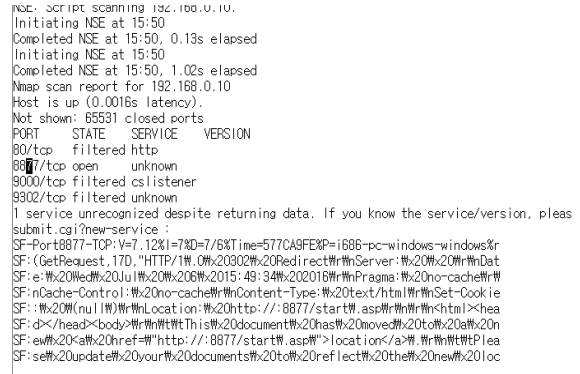 NSE: Script scanning 192.168.0.10.
Initiating NSE at 15:50
Completed NSE at 15:50, 0.13s elapsed
Initiating NSE at 15:50
Completed NSE at 15:50, 1.02s elapsed
Nmap scan report for 192.168.0.10
Host is up (0.0016s latency).
Not shown: 65531 closed ports
PORT STATE SERVICE VERSION
80/tcp filtered http
8877/tcp open unknown
9000/tcp filtered cslistener
9302/tcp filtered unknown
1 service unrecognized despite returning data. If you know the service/version, pleas
submit.cgi?new-service :
SF-Port8877-TCP:V=7.12%I=7%D=7/6%Time=577CA9FE%P=i686-pc-windows-windows%r
SF:(GetRequest,17D,"HTTP/1₩.0₩x20302₩x20Redirect₩r₩nServer:₩x20₩x20₩r₩nDat
SF:e:₩x20Wed₩x20Jul₩x20₩x206₩x2015:49:34₩x202016₩r₩nPragma:₩x20no-cache₩r₩
SF:nCache-Control:₩x20no-cache₩r₩nContent-Type:₩x20text/html₩r₩nSet-Cookie
SF::₩x20₩(null₩)₩r₩nLocation:₩x20http://:8877/start₩.asp₩r₩n₩r₩n<html><hea
SF:d></head><body>₩r₩n₩t₩tThis₩x20document₩x20has₩x20moved₩x20to₩x20a₩x20n
SF:ew₩x20<a₩x20href=₩"http://:8877/start₩.asp₩">location</a>₩.₩r₩n₩t₩tPlea
SF:se₩x20update₩x20your₩x20documents₩x20to₩x20reflect₩x20the₩x20new₩x20loc